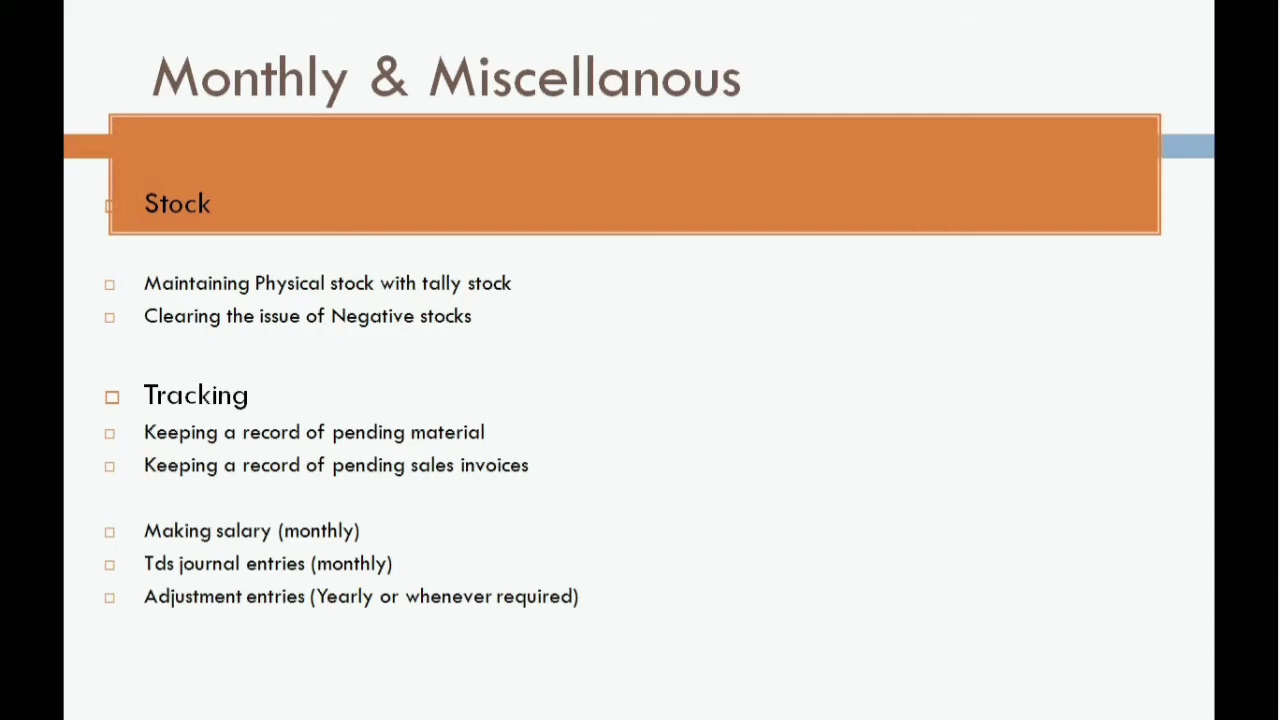 Monthly & Miscellanous
Stock
Maintaining Physical stock with tally stock
Clearing the issue of Negative stocks
Tracking
Keeping a record of pending material
Keeping a record of pending sales invoices
Making salary (monthly)
Tds journal entries (monthly)
Adjustment entries (Yearly or whenever required)